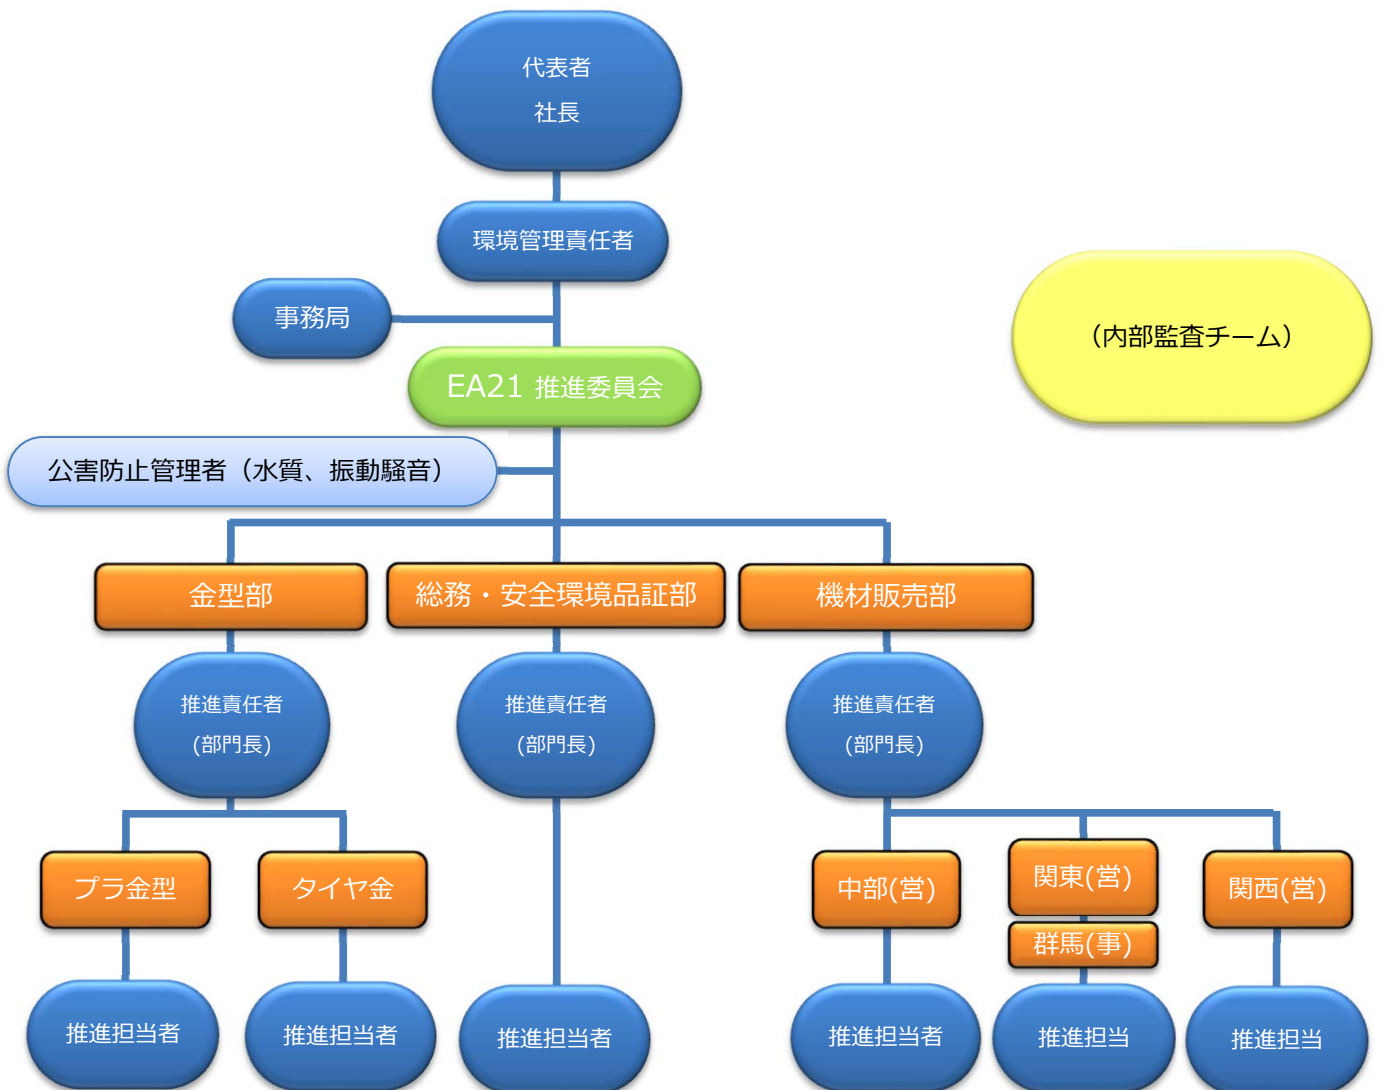 代表者
社長
環境管理責任者
事務局
（内部監査チーム）
EA21 推進委員会
公害防止管理者（水質、振動騒音）
金型部
総務・安全環境品証部
機材販売部
推進責任者
(部門長)
推進責任者
(部門長)
推進責任者
(部門長)
プラ金型
タイヤ金
中部(営)
関東(営)
関西(営)
群馬(事)
推進担当者
推進担当者
推進担当者
推進担当者
推進担当
推進担当